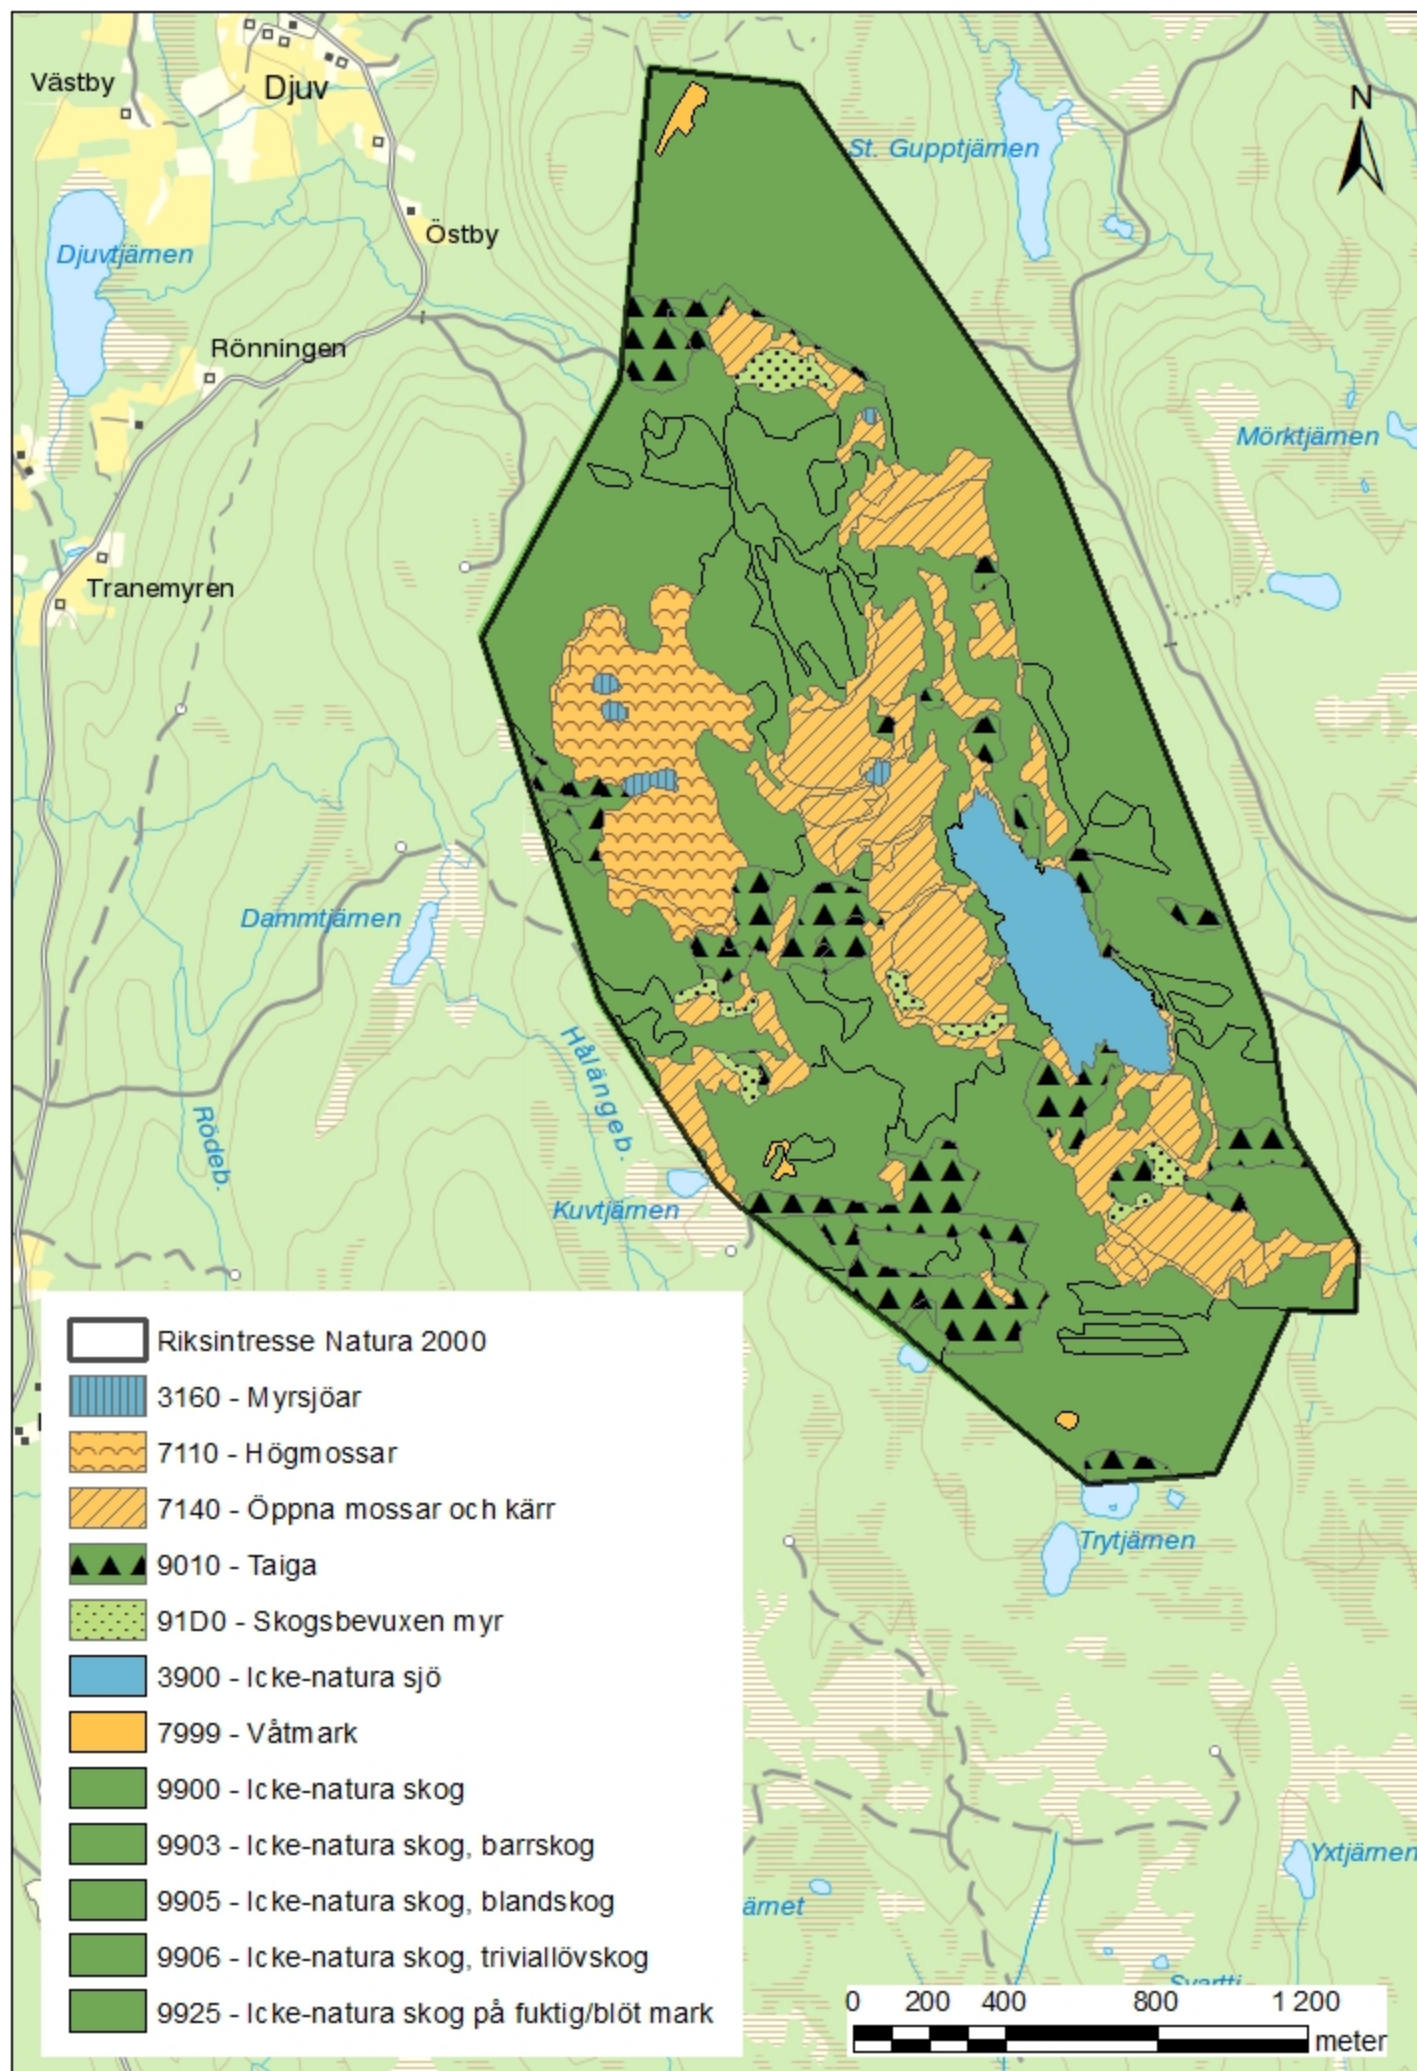 Västby
Djuv
N
St. Gupptjärnen
Östby
Djuvtjärnen
Rönningen
Mörktjärnen
Tranemyren
Dammtjärnen
Hålängeb.
Rödeb.
Kuvtjärnen
Riksintresse Natura 2000
3160 - Myrsjöar
7110 - Högmossar
7140 - Öppna mossar och kärr
9010 - Taiga
91D0 - Skogsbevuxen myr
3900 - Icke-natura sjö
7999 - Våtmark
9900 - Icke-natura skog
9903 - Icke-natura skog, barrskog
9905 - Icke-natura skog, blandskog
9906 - Icke-natura skog, triviallövskog
9925 - Icke-natura skog på fuktig/blöt mark
Trytjärnen
Yxtjärnen
ärnet
0 200 400 800 1 200
meter